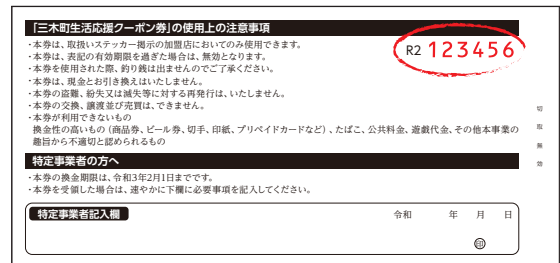 「三木町生活応援クーポン券」の使用上の注意事項
R2 123456
・本券は、取扱いステッカー掲示の加盟店においてのみ使用できます。
・本券は、表記の有効期限を過ぎた場合は、無効となります。
・本券を使用された際、釣り銭は出ませんのでご了承ください。
・本券は、現金とお引き換えはいたしません。
・本券の盗難、紛失又は滅失等に対する再発行は、いたしません。
・本券の交換、譲渡並び売買は、できません。
・本券が利用できないもの
換金性の高いもの（商品券、ビール券、切手、印紙、プリペイドカードなど）、たばこ、公共料金、遊戯代金、その他本事業の
趣旨から不適切と認められるもの
切取無効
特定事業者の方へ
・本券の換金期限は、令和3年2月1日までです。
・本券を受領した場合は、速やかに下欄に必要事項を記入してください。
特定事業者記入欄
令和 年 月 日
印